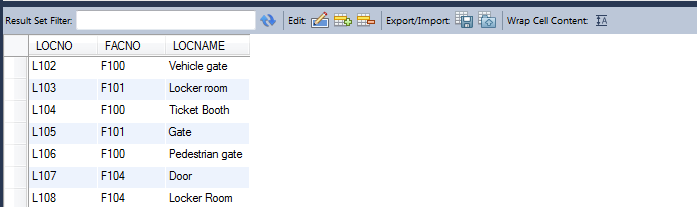 Result Set Filter: Edit: Export/Import: Wrap Cell Content:
LOCNO FACNO LOCNAME
L102 F100 Vehicle gate
L103 F101 Locker room
L104 F100 Ticket Booth
L105 F101 Gate
L106 F100 Pedestrian gate
L107 F104 Door
L108 F104 Locker Room